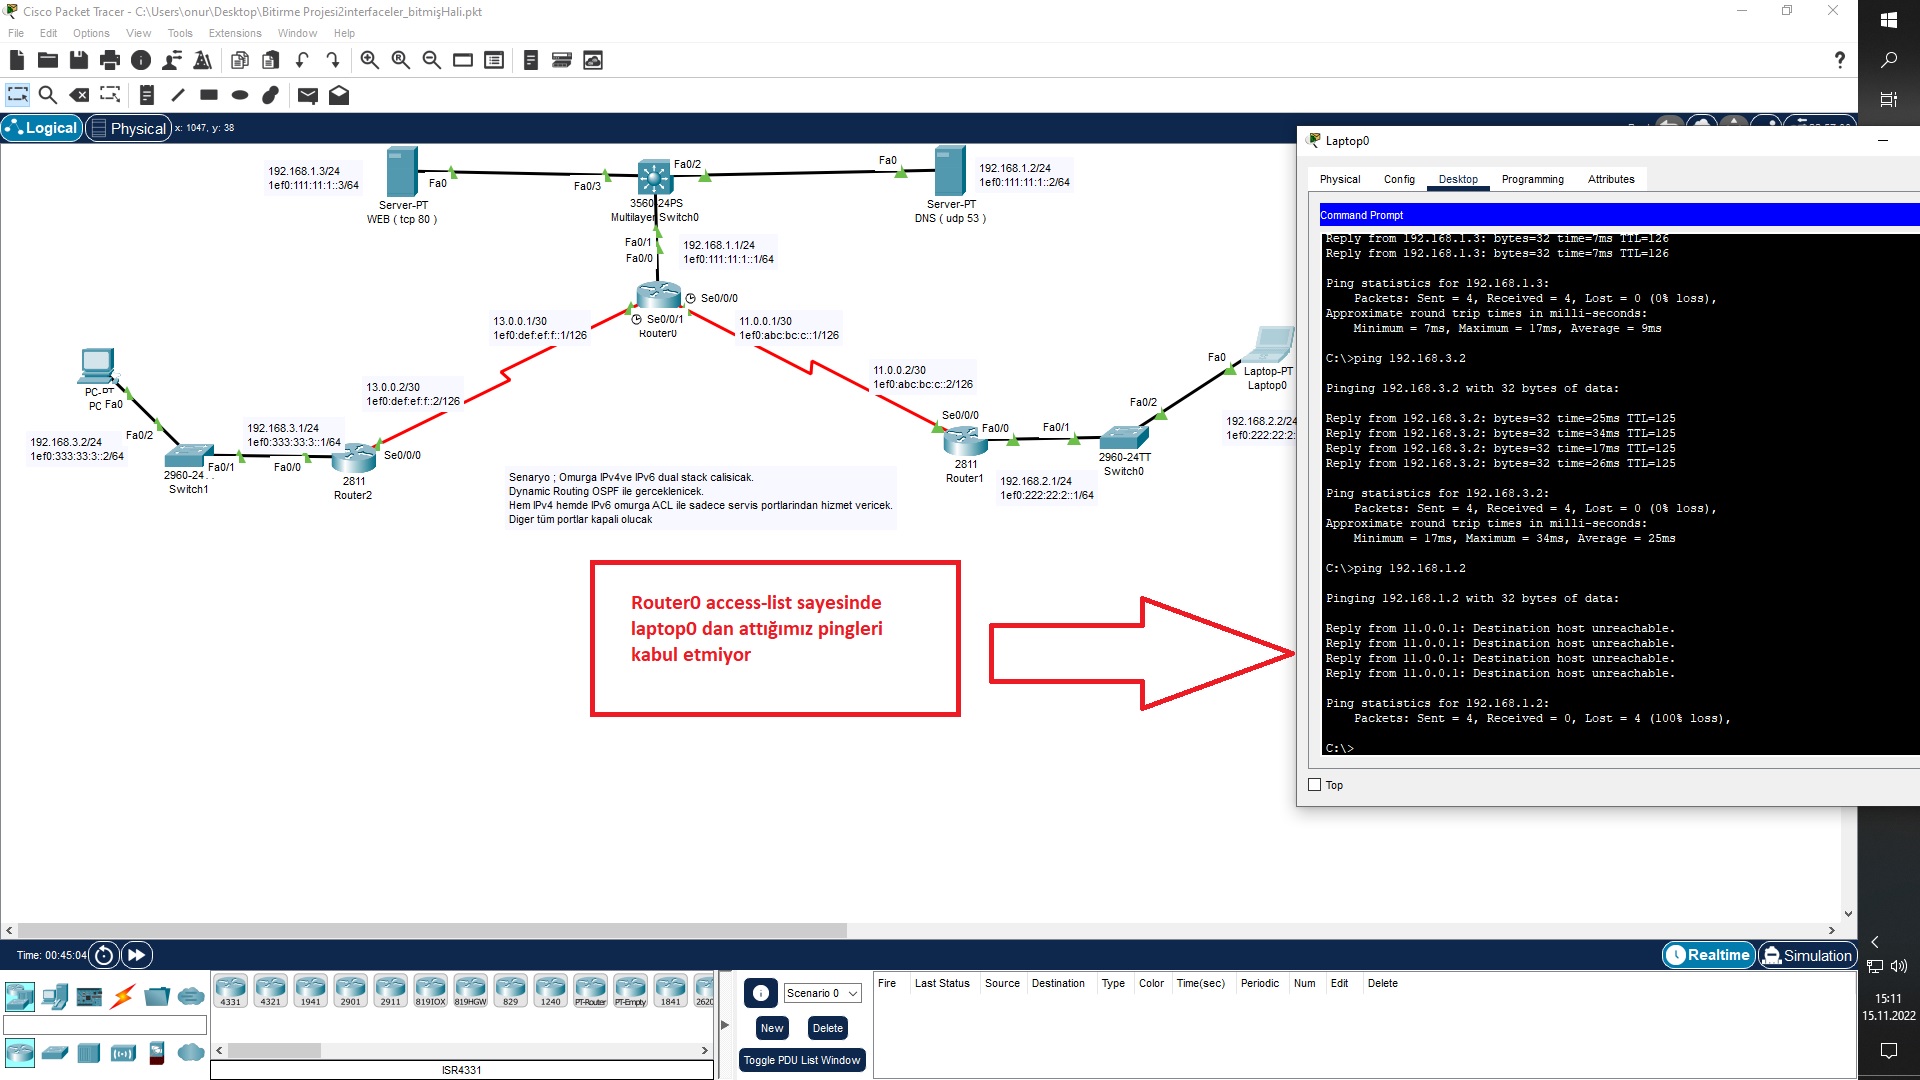 Cisco Packet Tracer - C:\Users\onur\Desktop\Bitirme Projesi2interfaceler_bitmişHali.pkt
File Edit Options View Tools Extensions Window Help
Logical Physical x: 1047, y: 38
192.168.1.3/24
1ef0:111:11:1::3/64
Fa0
Server-PT
WEB ( tcp 80 )
Fa0/3
Fa0/2
3560-24PS
Multilayer Switch0
Fa0
Server-PT
DNS ( udp 53 )
192.168.1.2/24
1ef0:111:11:1::2/64
Fa0/1
Fa0/0
192.168.1.1/24
1ef0:111:11:1::1/64
Se0/0/0
Se0/0/1
Router0
13.0.0.1/30
1ef0:def:ef:f::1/126
11.0.0.1/30
1ef0:abc:bc:c::1/126
13.0.0.2/30
1ef0:def:ef:f::2/126
11.0.0.2/30
1ef0:abc:bc:c::2/126
PC-PT
PC Fa0
Fa0/2
192.168.3.2/24
1ef0:333:33:3::2/64
192.168.3.1/24
1ef0:333:33:3::1/64
Fa0/1
Fa0/0
Se0/0/0
2960-24
Switch1
2811
Router2
Se0/0/0
Fa0/0
Fa0/1
Fa0/2
Fa0
Laptop-PT
Laptop0
192.168.2.2/24
1ef0:222:22:2:
2811
Router1
2960-24TT
Switch0
192.168.2.1/24
1ef0:222:22:2::1/64
Senaryo ; Omurga IPv4ve IPv6 dual stack calisicak.
Dynamic Routing OSPF ile gerceklenicek.
Hem IPv4 hemde IPv6 omurga ACL ile sadece servis portlarindan hizmet vericek.
Diger tüm portlar kapali olucak
Router0 access-list sayesinde
laptop0 dan attığımız pingleri
kabul etmiyor
Laptop0
Physical Config Desktop Programming Attributes
Command Prompt
Reply from 192.168.1.3: bytes=32 time=7ms TTL=126
Reply from 192.168.1.3: bytes=32 time=7ms TTL=126
Ping statistics for 192.168.1.3:
Packets: Sent = 4, Received = 4, Lost = 0 (0% loss),
Approximate round trip times in milli-seconds:
Minimum = 7ms, Maximum = 17ms, Average = 9ms
C:\>ping 192.168.3.2
Pinging 192.168.3.2 with 32 bytes of data:
Reply from 192.168.3.2: bytes=32 time=25ms TTL=125
Reply from 192.168.3.2: bytes=32 time=34ms TTL=125
Reply from 192.168.3.2: bytes=32 time=17ms TTL=125
Reply from 192.168.3.2: bytes=32 time=26ms TTL=125
Ping statistics for 192.168.3.2:
Packets: Sent = 4, Received = 4, Lost = 0 (0% loss),
Approximate round trip times in milli-seconds:
Minimum = 17ms, Maximum = 34ms, Average = 25ms
C:\>ping 192.168.1.2
Pinging 192.168.1.2 with 32 bytes of data:
Reply from 11.0.0.1: Destination host unreachable.
Reply from 11.0.0.1: Destination host unreachable.
Reply from 11.0.0.1: Destination host unreachable.
Reply from 11.0.0.1: Destination host unreachable.
Ping statistics for 192.168.1.2:
Packets: Sent = 4, Received = 0, Lost = 4 (100% loss),
C:\>
Top
Time: 00:45:04
Realtime Simulation
4331 4321 1941 2901 2911 819IOX 819HGW 829 1240 PT-Router PT-Empty 1841 2620
ISR4331
Scenario 0
New Delete
Toggle PDU List Window
Fire Last Status Source Destination Type Color Time(sec) Periodic Num Edit Delete
15:11
15.11.2022